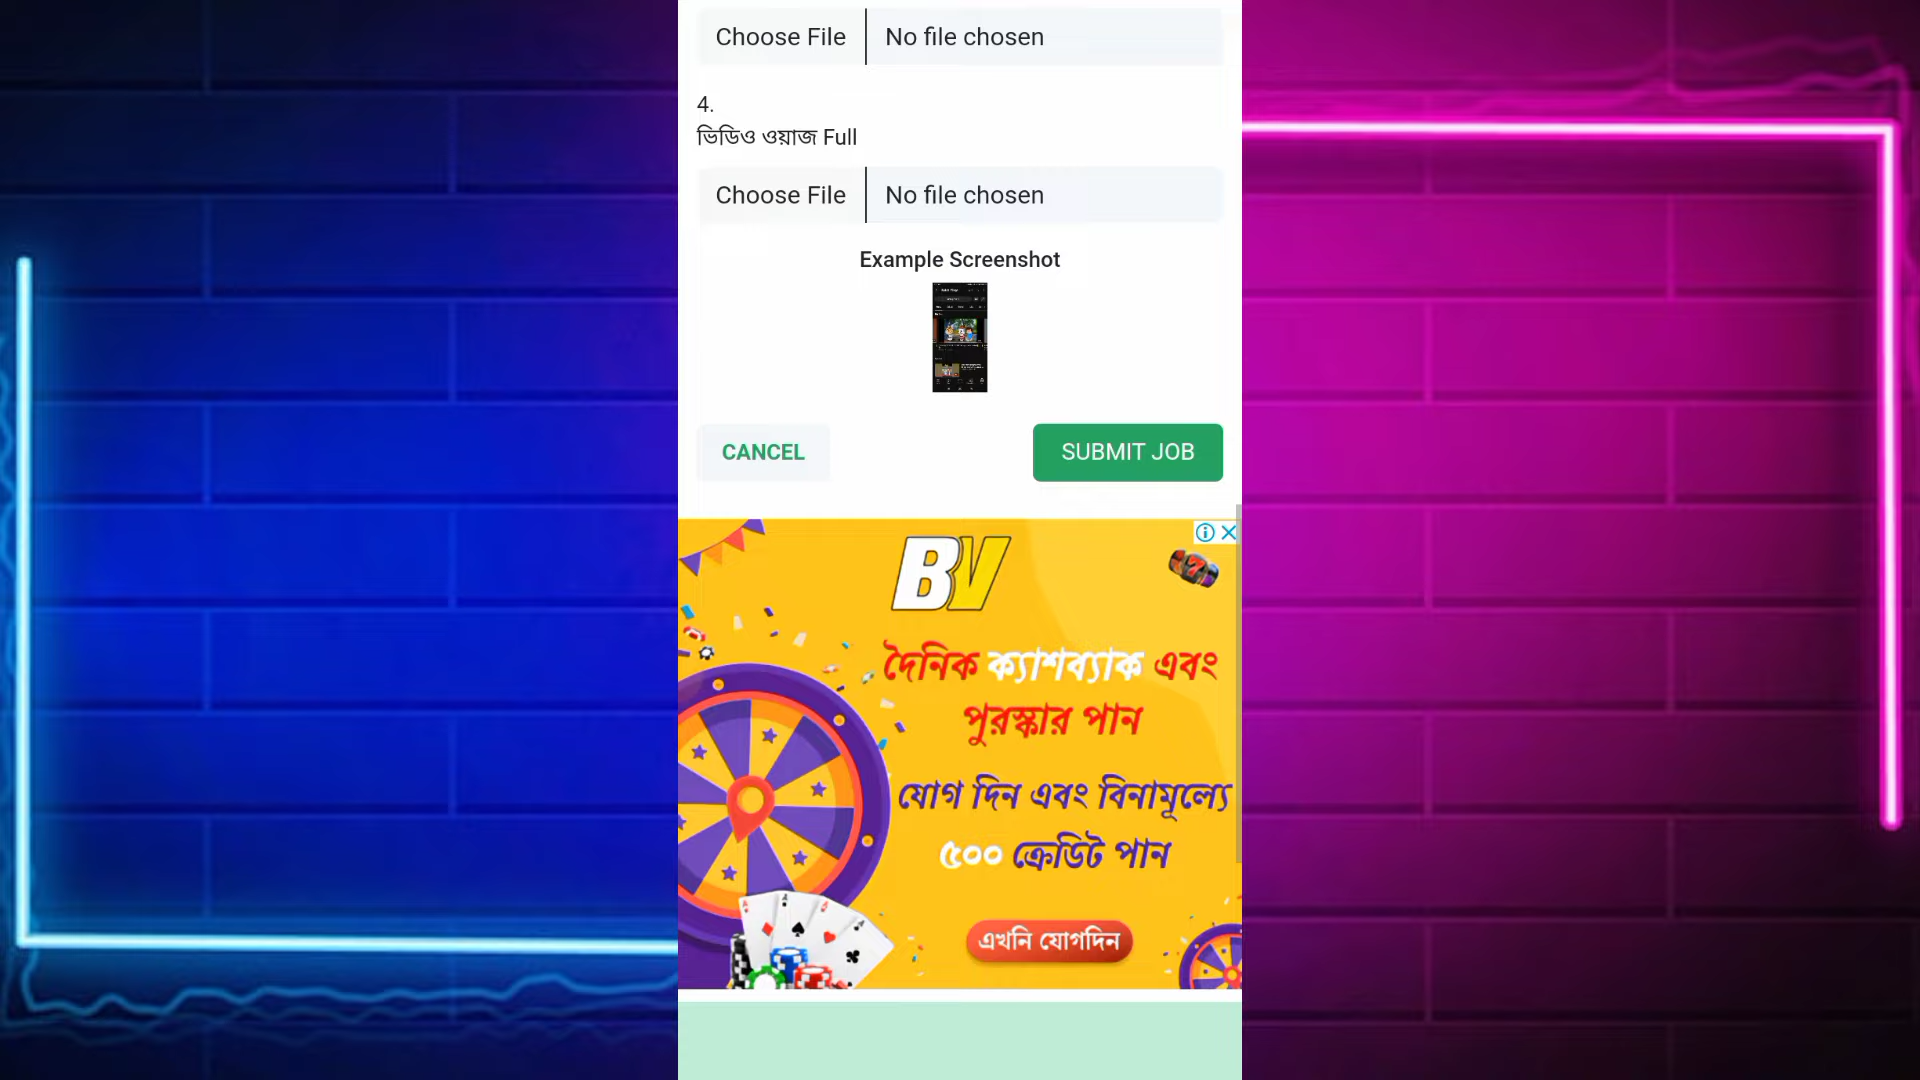 Choose File No file chosen
4.
ভিডিও ওয়াজ Full
Choose File No file chosen
Example Screenshot
CANCEL SUBMIT JOB
BV
দৈনিক ক্যাশব্যাক এবং
পুরস্কার পান
যোগ দিন এবং বিনামূল্যে
৫০০ ক্রেডিট পান
এখনি যোগদিন